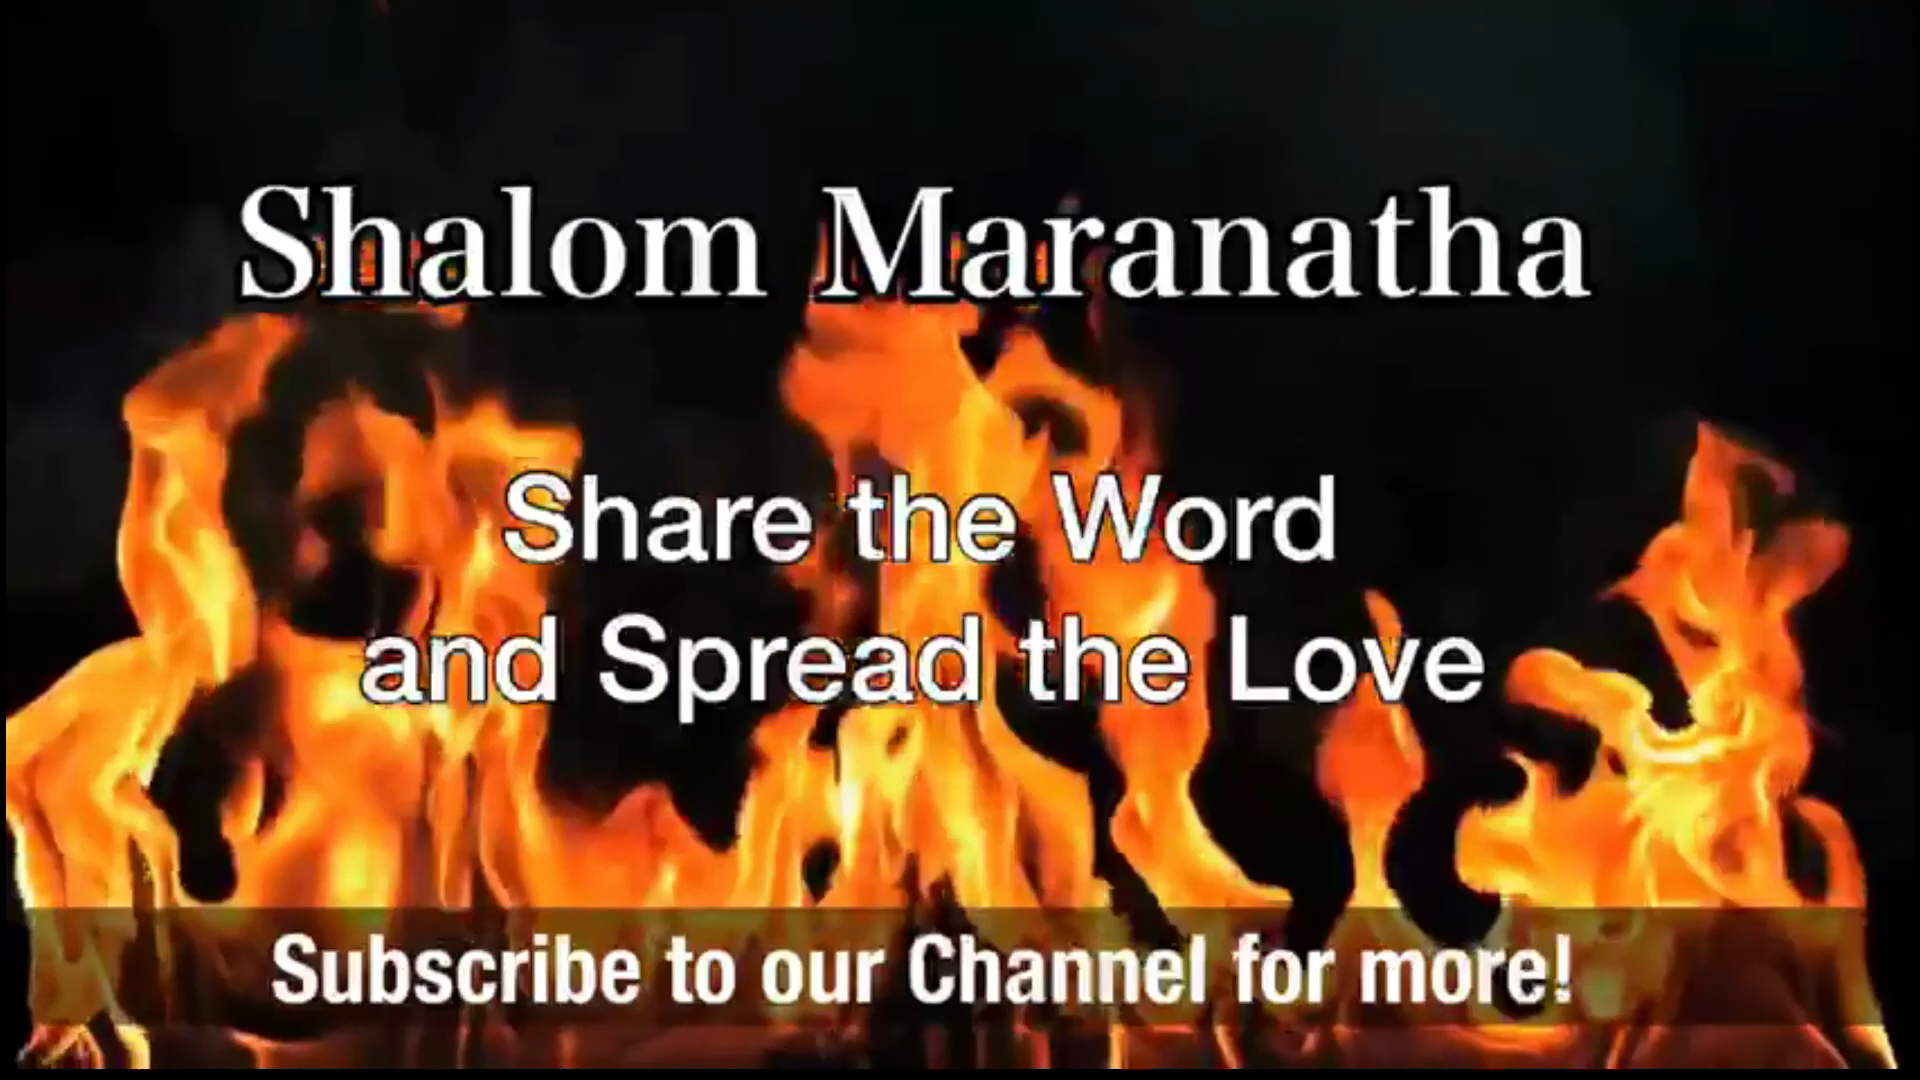 Shalom Maranatha
Share the Word
and Spread the Love
Subscribe to our Channel for more!